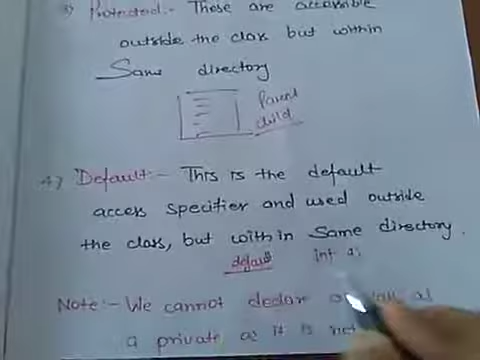 3) Protected:- These are accessible
outside the class but within
Same directory
Parent
child
4) Default:- This is the default
access specifier and used outside
the class, but with in Same directory.
default int a;
Note:- We cannot declare a
a private as it is